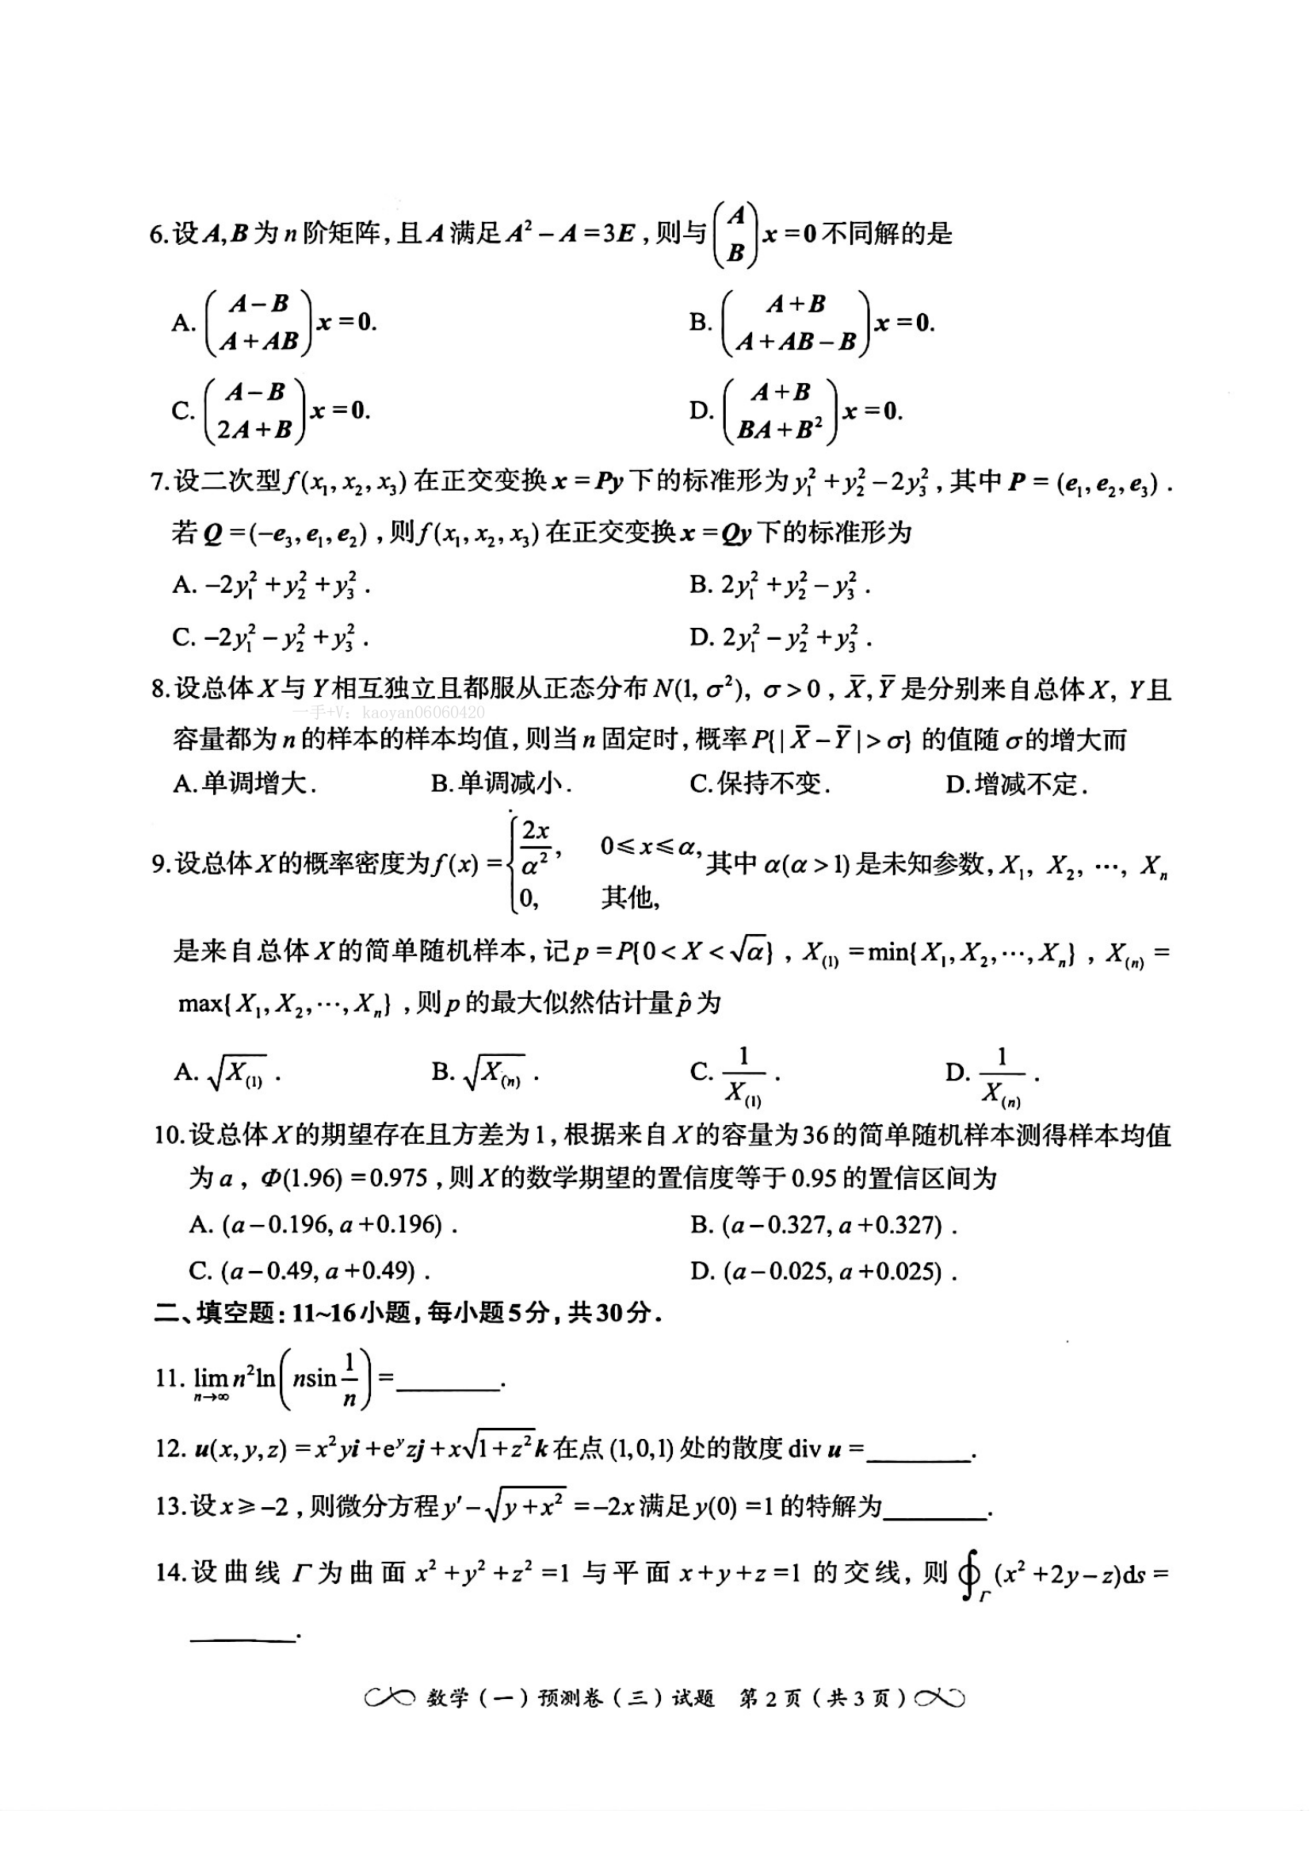 6.设A,B为n阶矩阵,且A满足A²−A=3E,则与(A / B)x=0不同解的是
A. (A−B / A+AB)x=0.  B. (A+B / A+AB−B)x=0.
C. (A−B / 2A+B)x=0.  D. (A+B / BA+B²)x=0.
7.设二次型f(x₁,x₂,x₃)在正交变换x=Py下的标准形为y₁²+y₂²−2y₃²,其中P=(e₁,e₂,e₃).
若Q=(−e₃,e₁,e₂),则f(x₁,x₂,x₃)在正交变换x=Qy下的标准形为
A. −2y₁²+y₂²+y₃².  B. 2y₁²+y₂²−y₃².
C. −2y₁²−y₂²+y₃².  D. 2y₁²−y₂²+y₃².
8.设总体X与Y相互独立且都服从正态分布N(1,σ²), σ>0, X̄,Ȳ是分别来自总体X, Y且
一手+V: kaoyan06060420
容量都为n的样本的样本均值,则当n固定时,概率P{|X̄−Ȳ|>σ}的值随σ的增大而
A.单调增大.  B.单调减小.  C.保持不变.  D.增减不定.
9.设总体X的概率密度为f(x)={2x/α², 0≤x≤α, 0, 其他, 其中α(α>1)是未知参数,X₁, X₂, ⋯, Xₙ
是来自总体X的简单随机样本,记p=P{0<X<√α}, X₍₁₎=min{X₁,X₂,⋯,Xₙ}, X₍ₙ₎=
max{X₁,X₂,⋯,Xₙ},则p的最大似然估计量p̂为
A. √X₍₁₎.  B. √X₍ₙ₎.  C. 1/X₍₁₎.  D. 1/X₍ₙ₎.
10.设总体X的期望存在且方差为1,根据来自X的容量为36的简单随机样本测得样本均值
为a, Φ(1.96)=0.975,则X的数学期望的置信度等于0.95的置信区间为
A. (a−0.196, a+0.196).  B. (a−0.327, a+0.327).
C. (a−0.49, a+0.49).  D. (a−0.025, a+0.025).
二、填空题:11~16小题,每小题5分,共30分.
11. lim n→∞ n²ln(nsin 1/n)=________.
12. u(x,y,z)=x²yi+eʸzj+x√(1+z²)k在点(1,0,1)处的散度div u=________.
13.设x≥−2,则微分方程y′−√(y+x²)=−2x满足y(0)=1的特解为________.
14.设曲线Γ为曲面x²+y²+z²=1与平面x+y+z=1的交线,则∮_Γ(x²+2y−z)ds=
________.
数学(一)预测卷(三)试题 第2页(共3页)